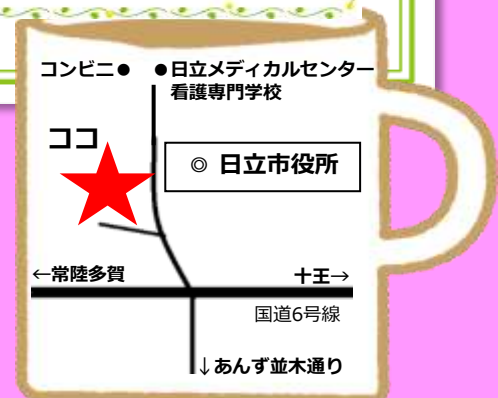 コンビニ● ●日立メディカルセンター
看護専門学校
ココ
◎ 日立市役所
←常陸多賀 十王→
国道6号線
↓あんず並木通り